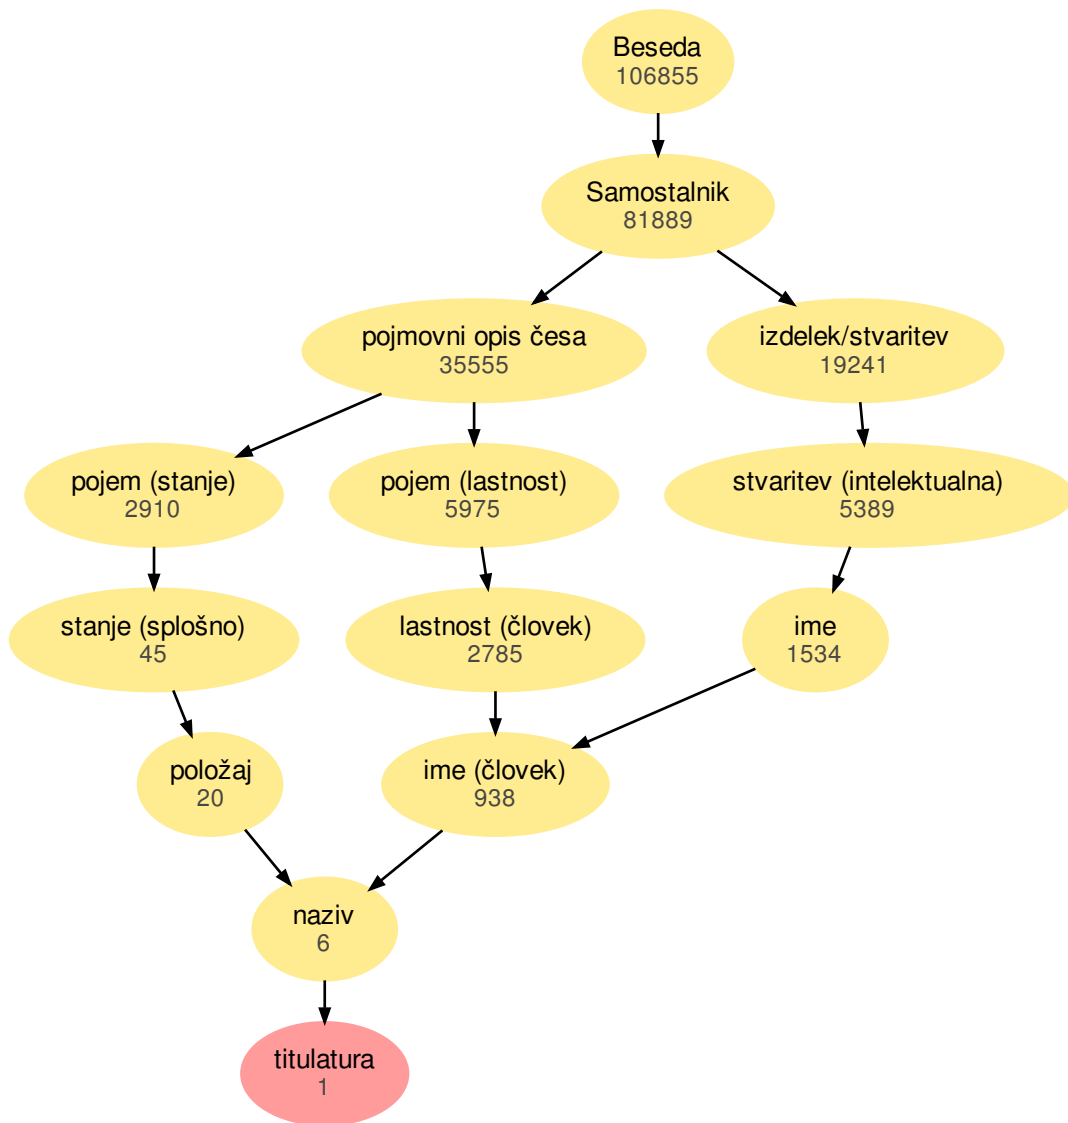 Beseda
106855
Samostalnik
81889
pojmovni opis česa
35555
izdelek/stvaritev
19241
pojem (stanje)
2910
pojem (lastnost)
5975
stvaritev (intelektualna)
5389
stanje (splošno)
45
lastnost (človek)
2785
ime
1534
položaj
20
ime (človek)
938
naziv
6
titulatura
1